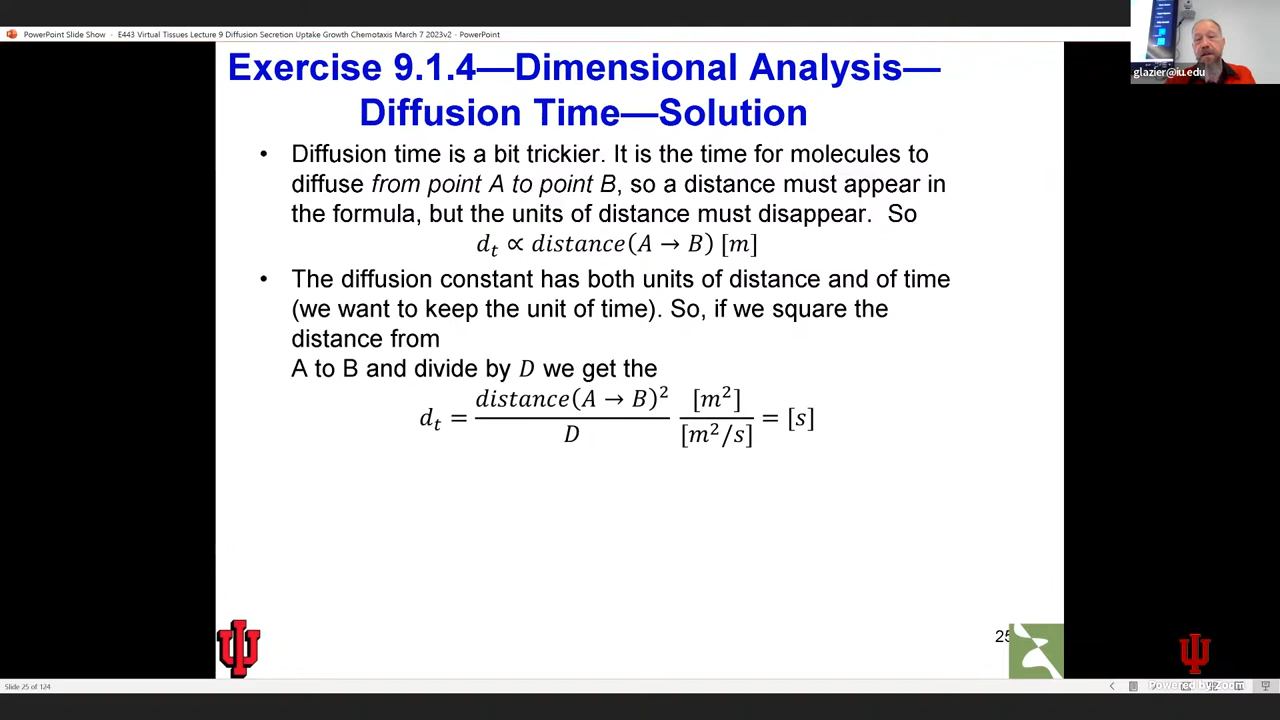 PowerPoint Slide Show - E443 Virtual Tissues Lecture 9 Diffusion Secretion Uptake Growth Chemotaxis March 7 2023v2 - PowerPoint
glazier@iu.edu
Exercise 9.1.4—Dimensional Analysis—
Diffusion Time—Solution
• Diffusion time is a bit trickier. It is the time for molecules to
diffuse from point A to point B, so a distance must appear in
the formula, but the units of distance must disappear. So
d_t ∝ distance(A → B) [m]
• The diffusion constant has both units of distance and of time
(we want to keep the unit of time). So, if we square the
distance from
A to B and divide by D we get the
d_t = distance(A → B)² / D [m²] / [m²/s] = [s]
25
Slide 25 of 124
Powered by Zoom